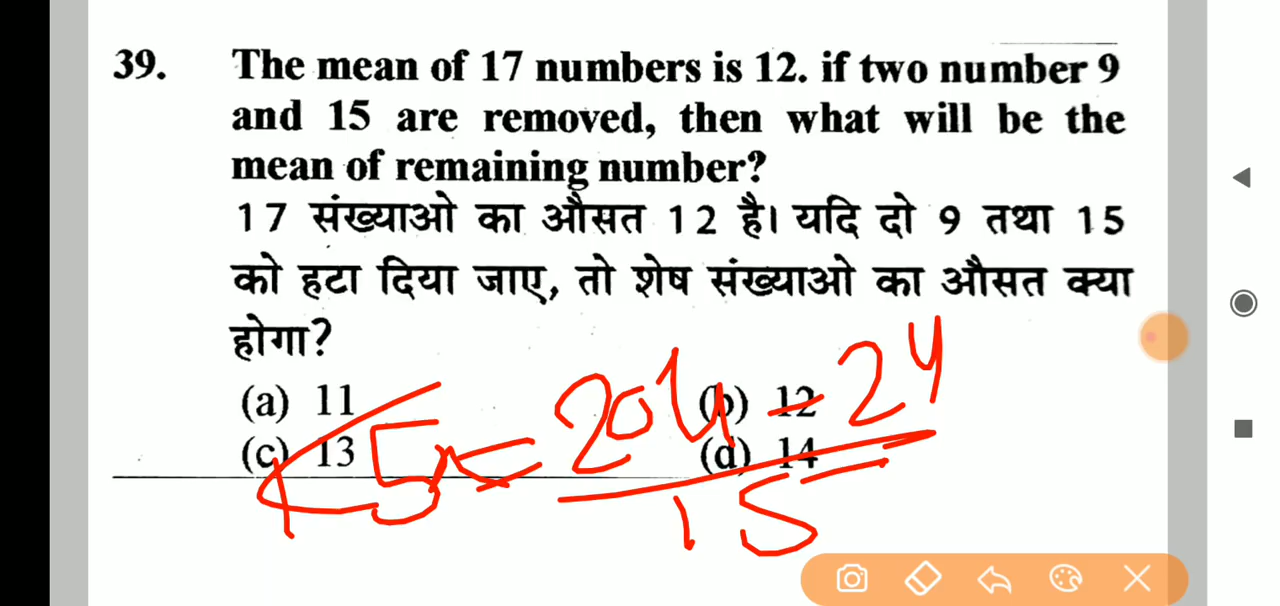 39. The mean of 17 numbers is 12. if two number 9
and 15 are removed, then what will be the
mean of remaining number?
17 संख्याओ का औसत 12 है। यदि दो 9 तथा 15
को हटा दिया जाए, तो शेष संख्याओ का औसत क्या
होगा?
(a) 11 (b) 12
(c) 13 (d) 14
204 - 24
15